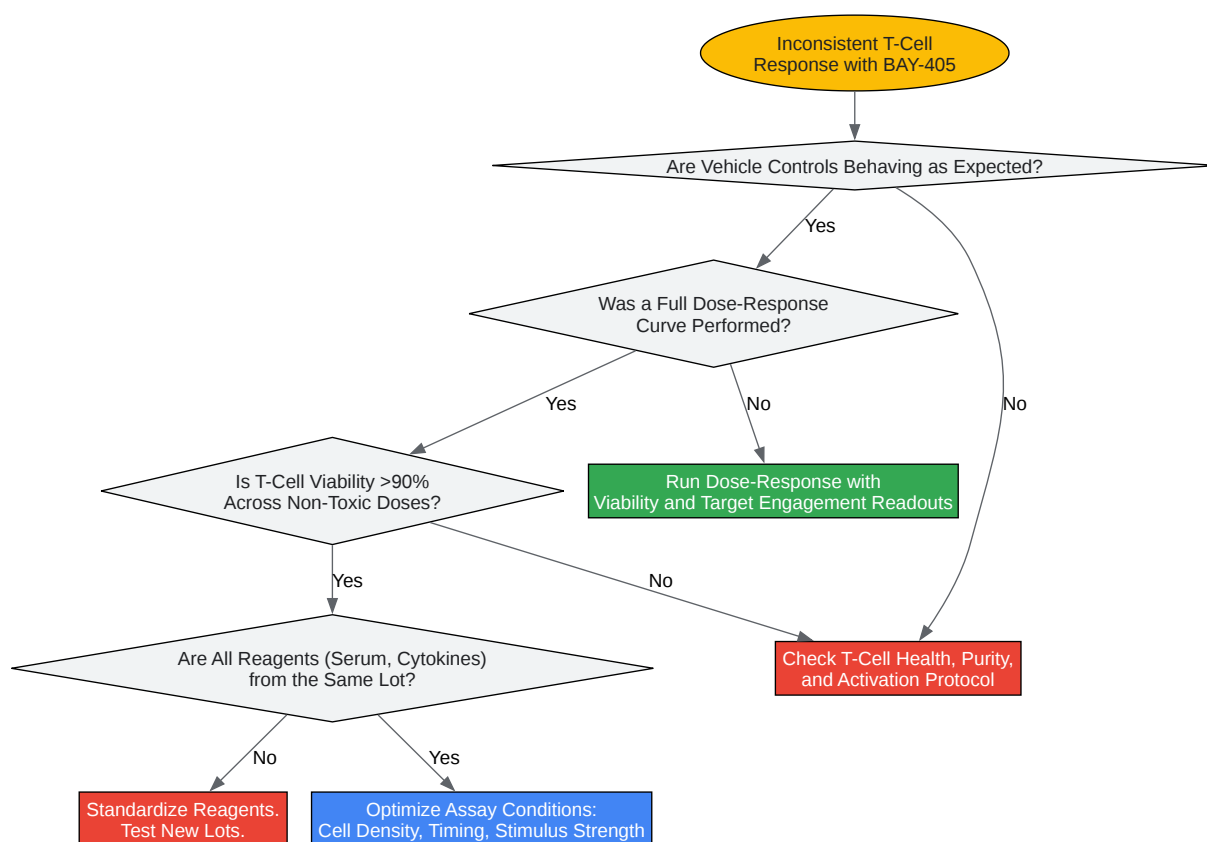 Inconsistent T-Cell
Response with BAY-405
Are Vehicle Controls Behaving as Expected?
Yes
Was a Full Dose-Response
Curve Performed?
Yes
No
No
Is T-Cell Viability >90%
Across Non-Toxic Doses?
Run Dose-Response with
Viability and Target Engagement Readouts
Yes
No
Are All Reagents (Serum, Cytokines)
from the Same Lot?
Check T-Cell Health, Purity,
and Activation Protocol
No
Yes
Standardize Reagents.
Test New Lots.
Optimize Assay Conditions:
Cell Density, Timing, Stimulus Strength